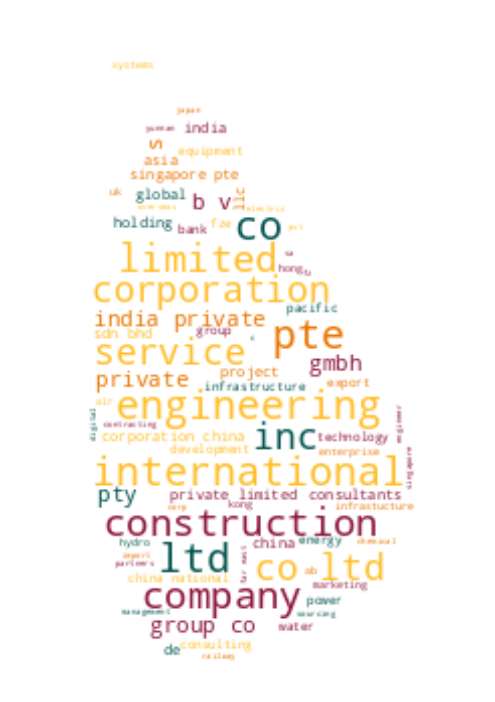 systems
japan
yunnan india
s
equipment
asia
singapore pte
uk global b v llc
electric
holding bank fze co
limited
hong
corporation
pacific
india private
sdn bhd group pte
service
gmbh
project
private infrastructure export
air engineering
digital
contracting
engineer
corporation china inc technology
development enterprise
singapore
international
pty private limited consultants
kong infrastucture
corp
construction
hydro ltd china energy chemical
import
partners
far east
co ltd
ab
china national
marketing
company power
management sourcing
group co water
de consulting
railway